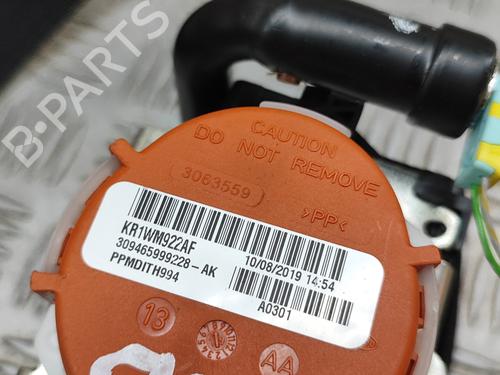 B-PARTS
CAUTION
DO NOT REMOVE
3063559
>PP<
KR1WM922AF
309465999228-AK
PPMDITH994
10/08/2019 14:54
A0301
13
AA